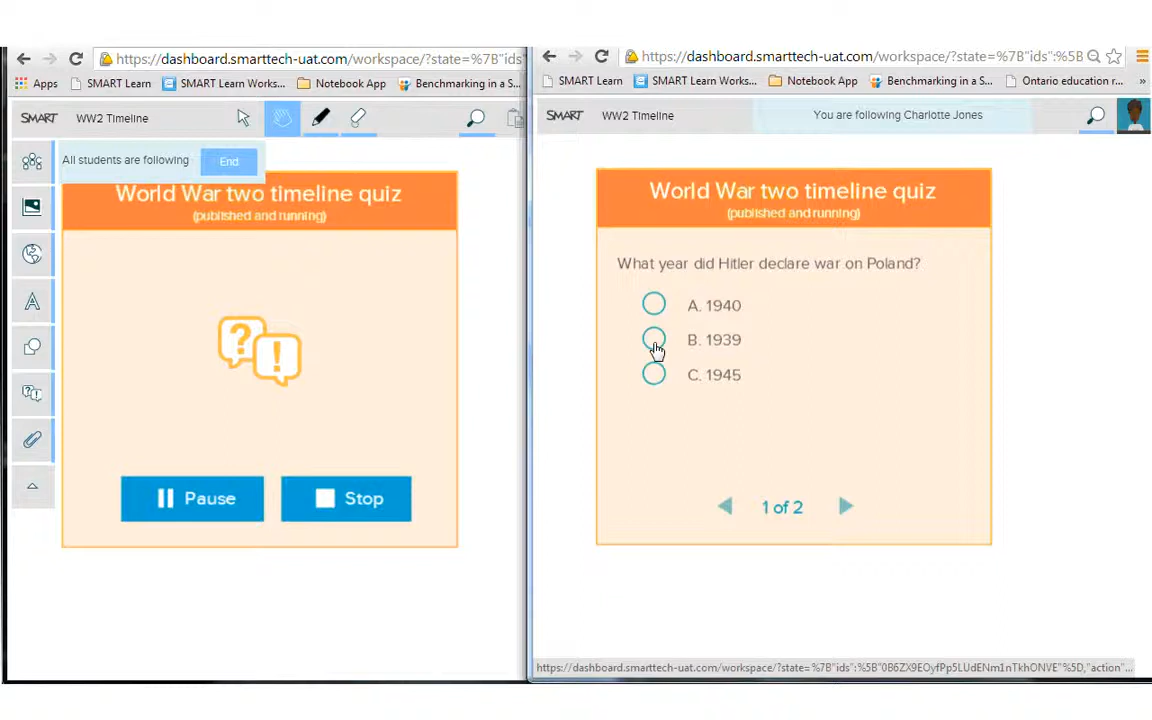 https://dashboard.smarttech-uat.com/workspace/?state=%7B"ids"
Apps SMART Learn SMART Learn Works... Notebook App Benchmarking in a S...
SMART WW2 Timeline
All students are following End
World War two timeline quiz
(published and running)
Pause Stop
https://dashboard.smarttech-uat.com/workspace/?state=%7B"ids":%5B
SMART Learn SMART Learn Works... Notebook App Benchmarking in a S... Ontario education r... »
SMART WW2 Timeline You are following Charlotte Jones
World War two timeline quiz
(published and running)
What year did Hitler declare war on Poland?
A. 1940
B. 1939
C. 1945
1 of 2
https://dashboard.smarttech-uat.com/workspace/?state=%7B"ids":%5B"0B6ZX9EOyfPp5LUdENm1nTkhONVE"%5D,"action"...